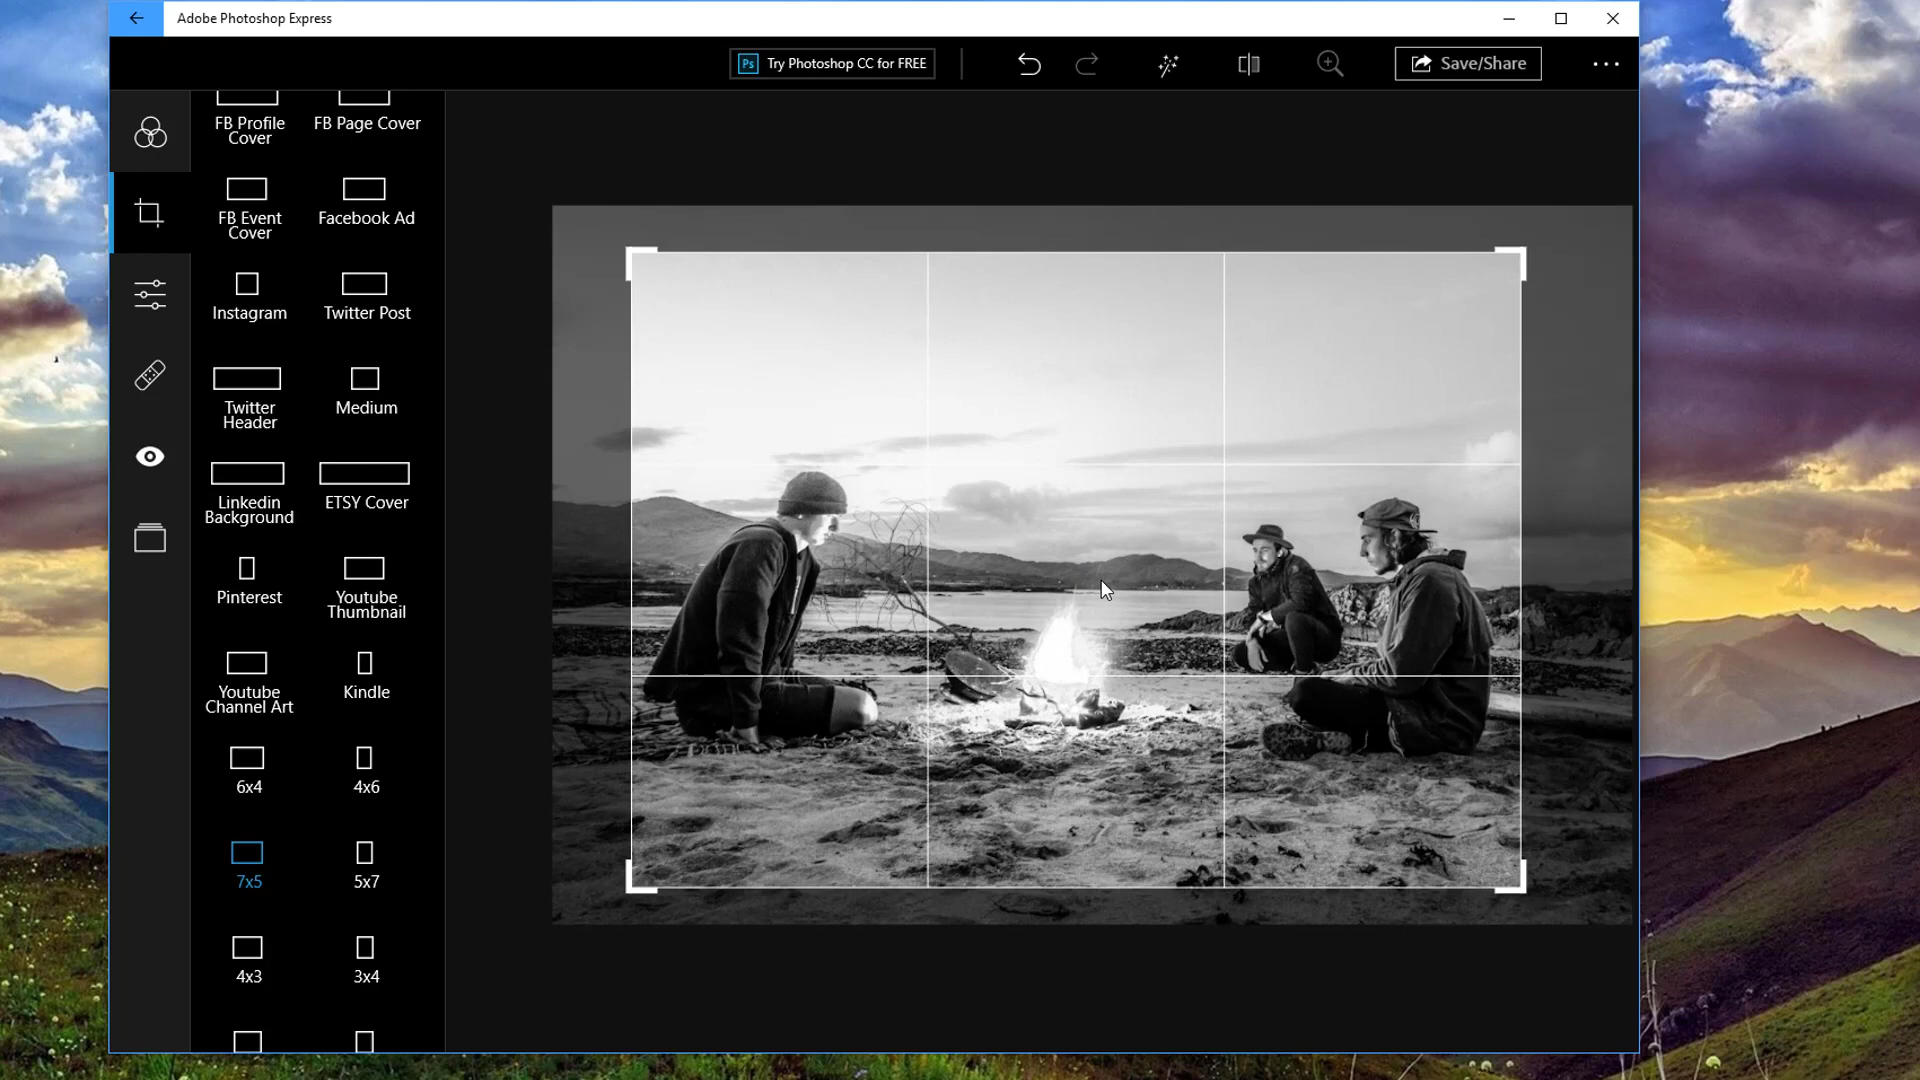 Adobe Photoshop Express
Ps Try Photoshop CC for FREE
Save/Share
FB Profile
Cover
FB Page Cover
FB Event
Cover
Facebook Ad
Instagram
Twitter Post
Twitter
Header
Medium
Linkedin
Background
ETSY Cover
Pinterest
Youtube
Thumbnail
Youtube
Channel Art
Kindle
6x4
4x6
7x5
5x7
4x3
3x4